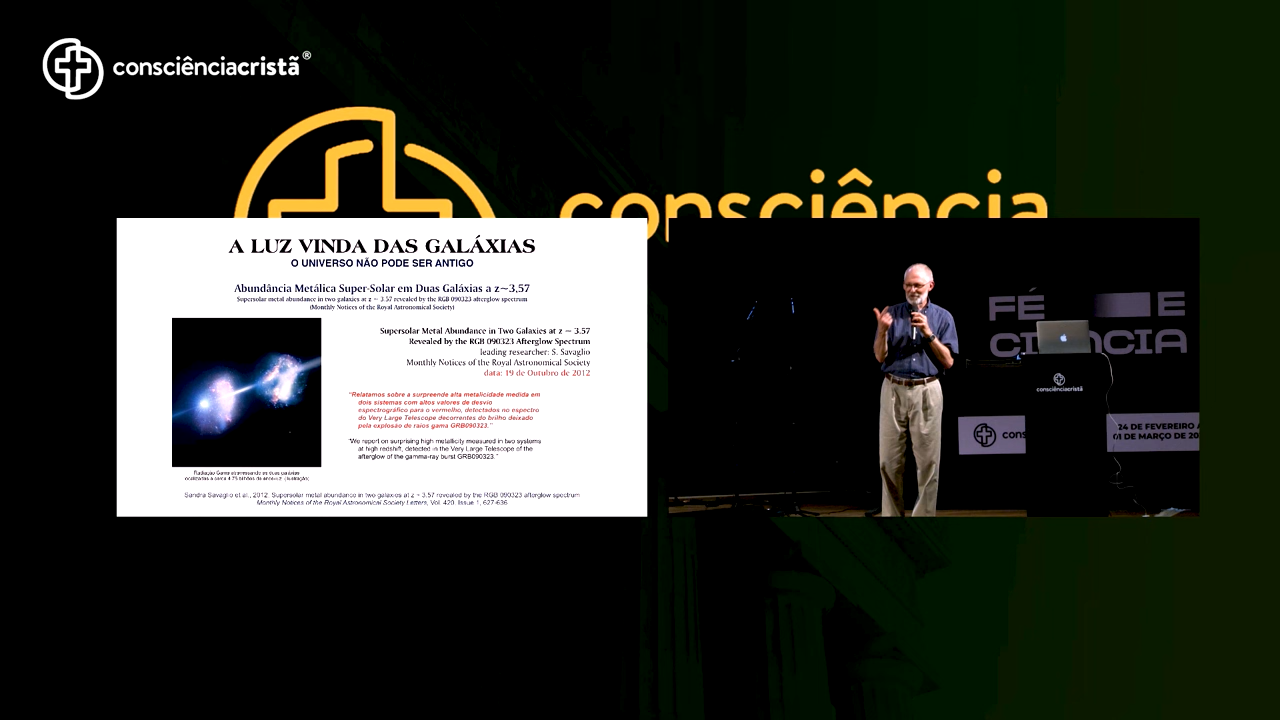 consciênciacristã®
consciência
A LUZ VINDA DAS GALÁXIAS
O UNIVERSO NÃO PODE SER ANTIGO
Abundância Metálica Super-Solar em Duas Galáxias a z~3,57
Supersolar metal abundance in two galaxies at z ~ 3.57 revealed by the RGB 090323 afterglow spectrum
(Monthly Notices of the Royal Astronomical Society)
Supersolar Metal Abundance in Two Galaxies at z ~ 3.57
Revealed by the RGB 090323 Afterglow Spectrum
leading researcher: S. Savaglio
Monthly Notices of the Royal Astronomical Society
data: 19 de Outubro de 2012
"Relatamos sobre a surpreende alta metalicidade medida em
dois sistemas com altos valores de desvio
espectrográfico para o vermelho, detectados no espectro
do Very Large Telescope decorrentes do brilho deixado
pela explosão de raios gama GRB090323."
"We report on surprising high metallicity measured in two systems
at high redshift, detected in the Very Large Telescope of the
afterglow of the gamma-ray burst GRB090323."
Radiação Gama atravessando as duas galáxias
Sandra Savaglio et al., 2012 Supersolar metal abundance in two galaxies at z ~ 3.57 revealed by the RGB 090323 afterglow spectrum
Monthly Notices of the Royal Astronomical Society Letters, Vol. 420, Issue 1, 627-636
FÉ E
CIÊNCIA
consciênciacristã
cons
24 DE FEVEREIRO A
01 DE MARÇO DE 20